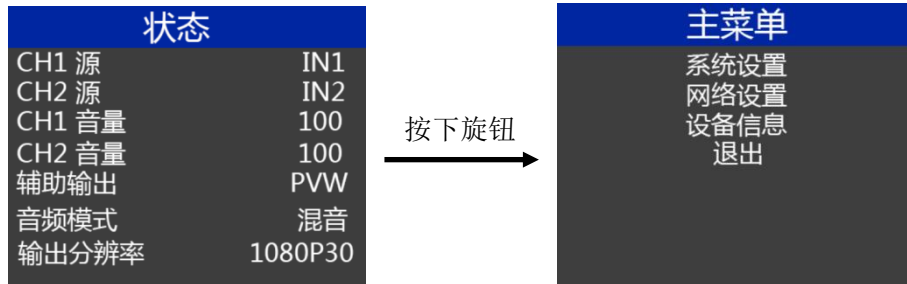 状态
CH1 源 IN1
CH2 源 IN2
CH1 音量 100
CH2 音量 100
辅助输出 PVW
音频模式 混音
输出分辨率 1080P30
按下旋钮
主菜单
系统设置
网络设置
设备信息
退出